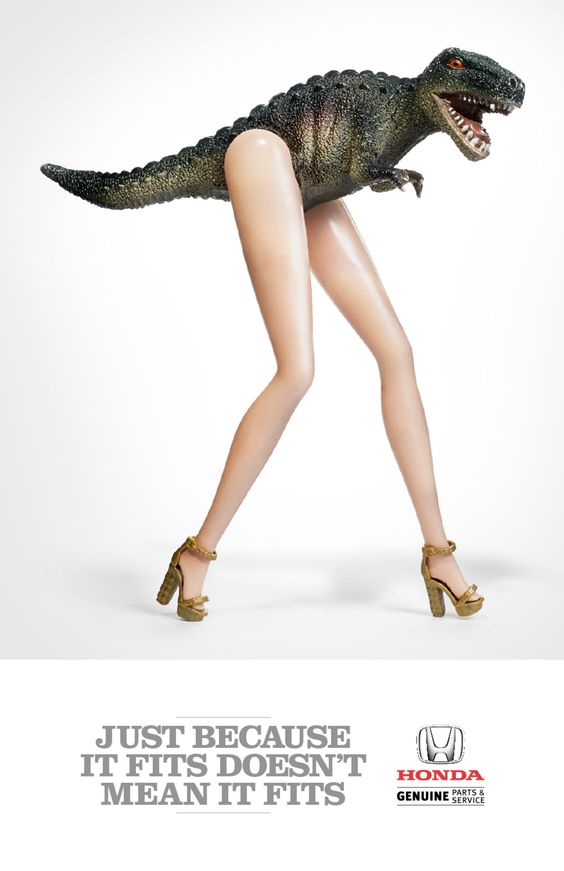 JUST BECAUSE
IT FITS DOESN'T
MEAN IT FITS
HONDA
GENUINE PARTS & SERVICE